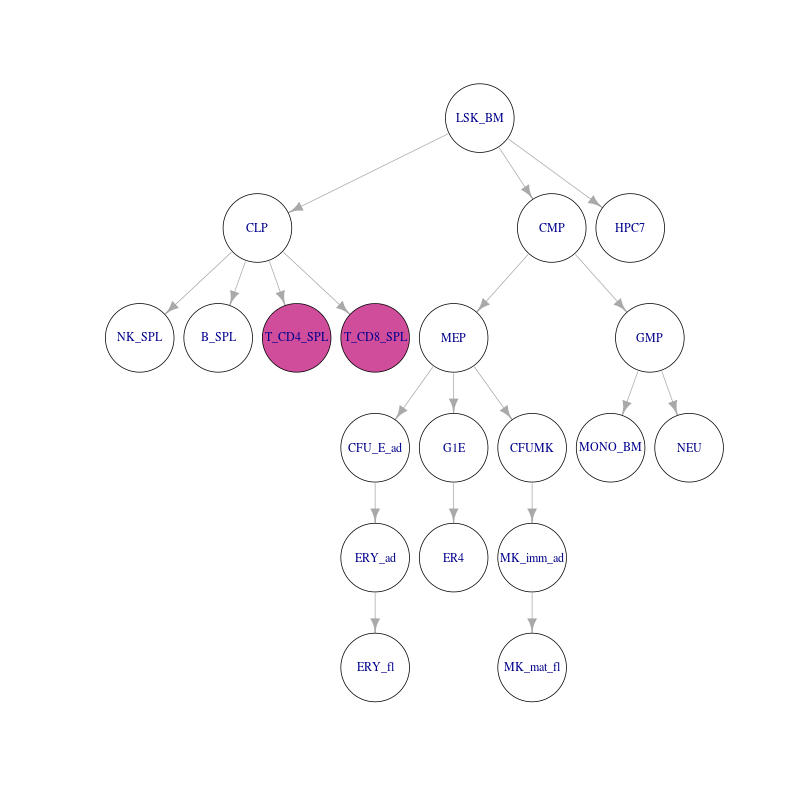 LSK_BM
CLP
CMP
HPC7
NK_SPL
B_SPL
T_CD4_SPL
T_CD8_SPL
MEP
GMP
CFU_E_ad
G1E
CFUMK
MONO_BM
NEU
ERY_ad
ER4
MK_imm_ad
ERY_fl
MK_mat_fl